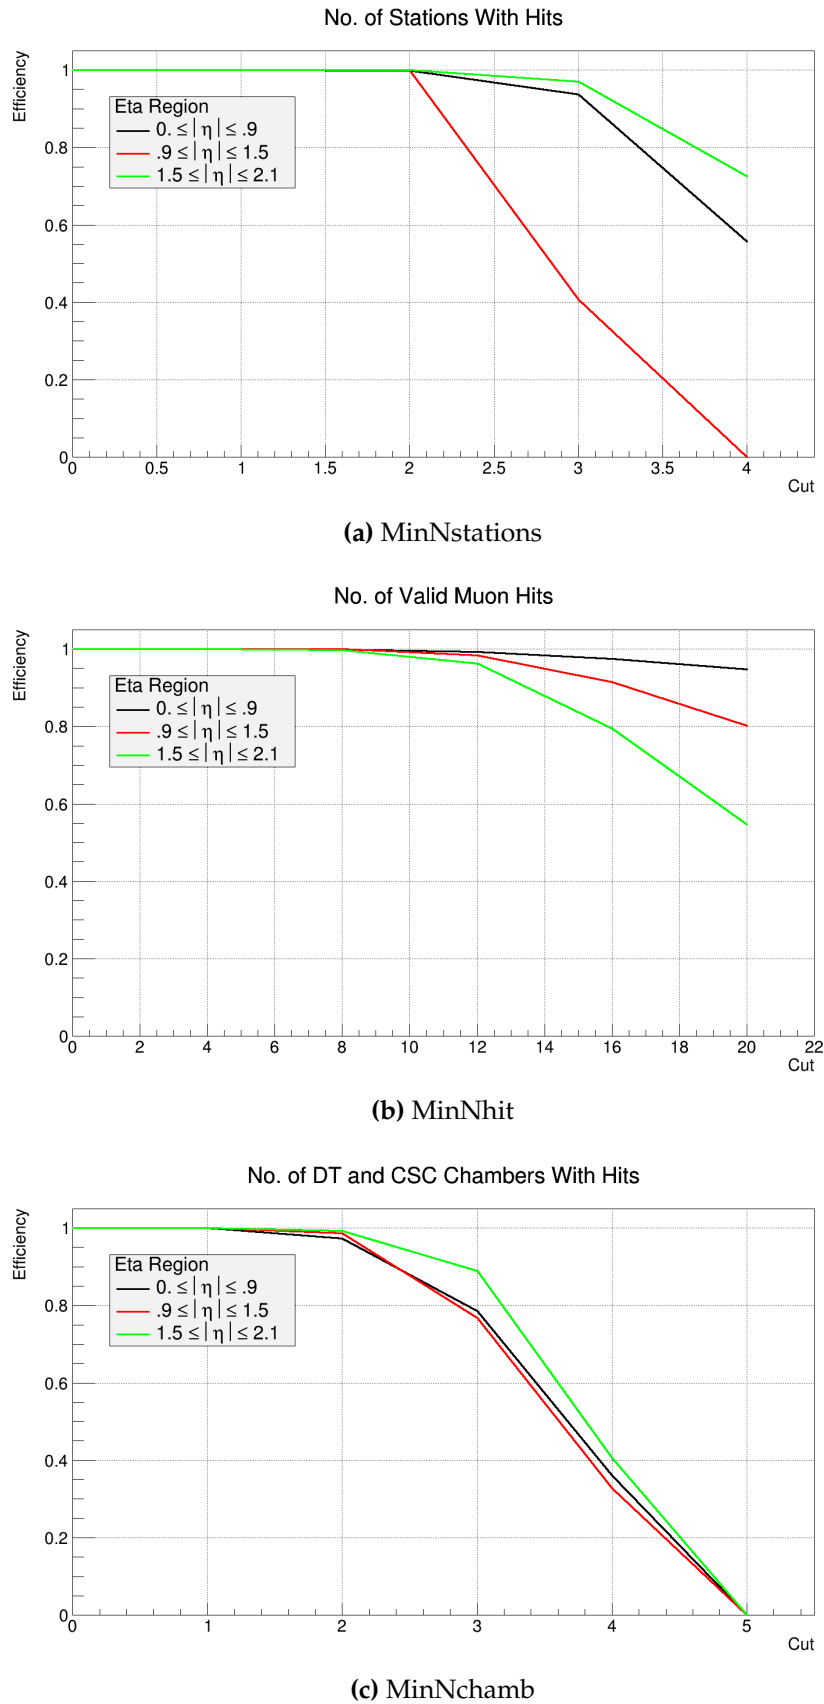 No. of Stations With Hits
Efficiency
Eta Region
0. ≤ | η | ≤ .9
.9 ≤ | η | ≤ 1.5
1.5 ≤ | η | ≤ 2.1
1
0.8
0.6
0.4
0.2
0
0 0.5 1 1.5 2 2.5 3 3.5 4
Cut
(a) MinNstations
No. of Valid Muon Hits
Efficiency
Eta Region
0. ≤ | η | ≤ .9
.9 ≤ | η | ≤ 1.5
1.5 ≤ | η | ≤ 2.1
1
0.8
0.6
0.4
0.2
0
0 2 4 6 8 10 12 14 16 18 20 22
Cut
(b) MinNhit
No. of DT and CSC Chambers With Hits
Efficiency
Eta Region
0. ≤ | η | ≤ .9
.9 ≤ | η | ≤ 1.5
1.5 ≤ | η | ≤ 2.1
1
0.8
0.6
0.4
0.2
0
0 1 2 3 4 5
Cut
(c) MinNchamb